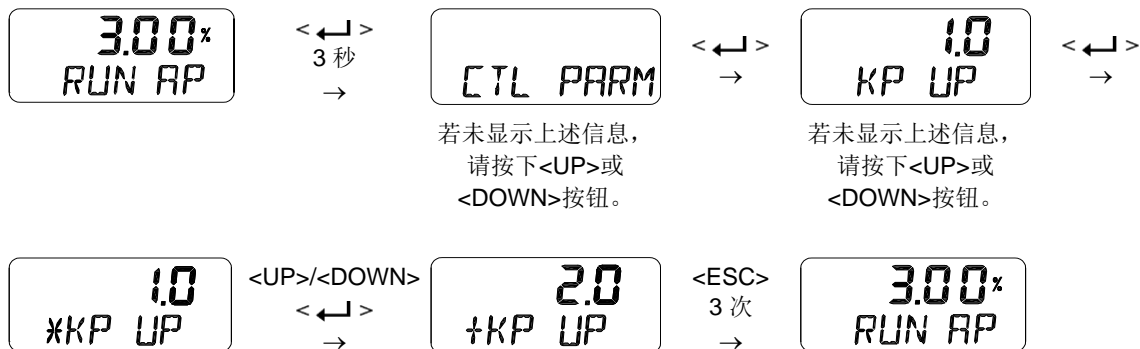 3.00%
RUN AP
<↵>
3 秒
→
CTL PARM
若未显示上述信息，
请按下<UP>或
<DOWN>按钮。
<↵>
→
1.0
KP UP
若未显示上述信息，
请按下<UP>或
<DOWN>按钮。
<↵>
→
1.0
*KP UP
<UP>/<DOWN>
<↵>
→
2.0
+KP UP
<ESC>
3 次
→
3.00%
RUN AP